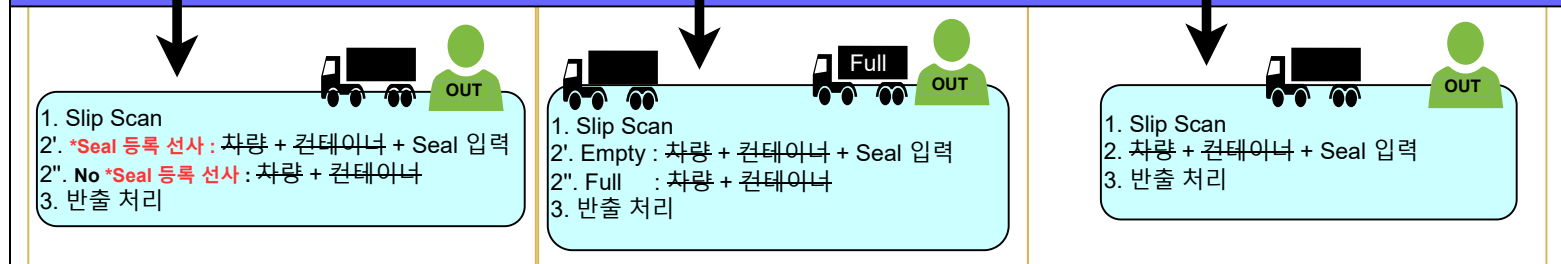 OUT
1. Slip Scan
2'. *Seal 등록 선사 : 차량 + 컨테이너 + Seal 입력
2". No *Seal 등록 선사 : 차량 + 컨테이너
3. 반출 처리
Full
OUT
1. Slip Scan
2'. Empty : 차량 + 컨테이너 + Seal 입력
2". Full : 차량 + 컨테이너
3. 반출 처리
OUT
1. Slip Scan
2. 차량 + 컨테이너 + Seal 입력
3. 반출 처리